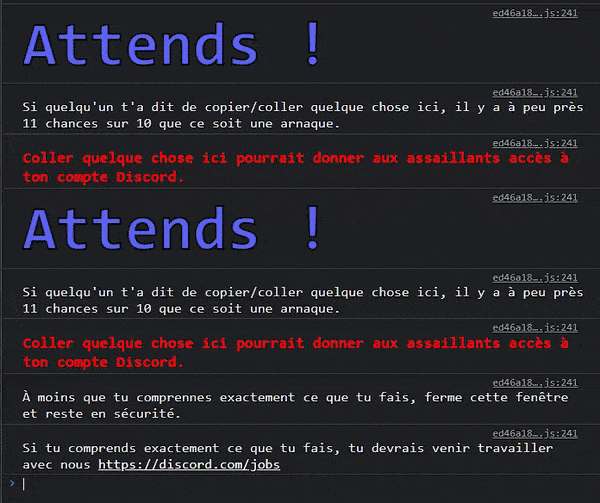 ed46a18….js:241
Attends !
ed46a18….js:241
Si quelqu'un t'a dit de copier/coller quelque chose ici, il y a à peu près
11 chances sur 10 que ce soit une arnaque.
ed46a18….js:241
Coller quelque chose ici pourrait donner aux assaillants accès à
ton compte Discord.
ed46a18….js:241
Attends !
ed46a18….js:241
Si quelqu'un t'a dit de copier/coller quelque chose ici, il y a à peu près
11 chances sur 10 que ce soit une arnaque.
ed46a18….js:241
Coller quelque chose ici pourrait donner aux assaillants accès à
ton compte Discord.
ed46a18….js:241
À moins que tu comprennes exactement ce que tu fais, ferme cette fenêtre
et reste en sécurité.
ed46a18….js:241
Si tu comprends exactement ce que tu fais, tu devrais venir travailler
avec nous https://discord.com/jobs